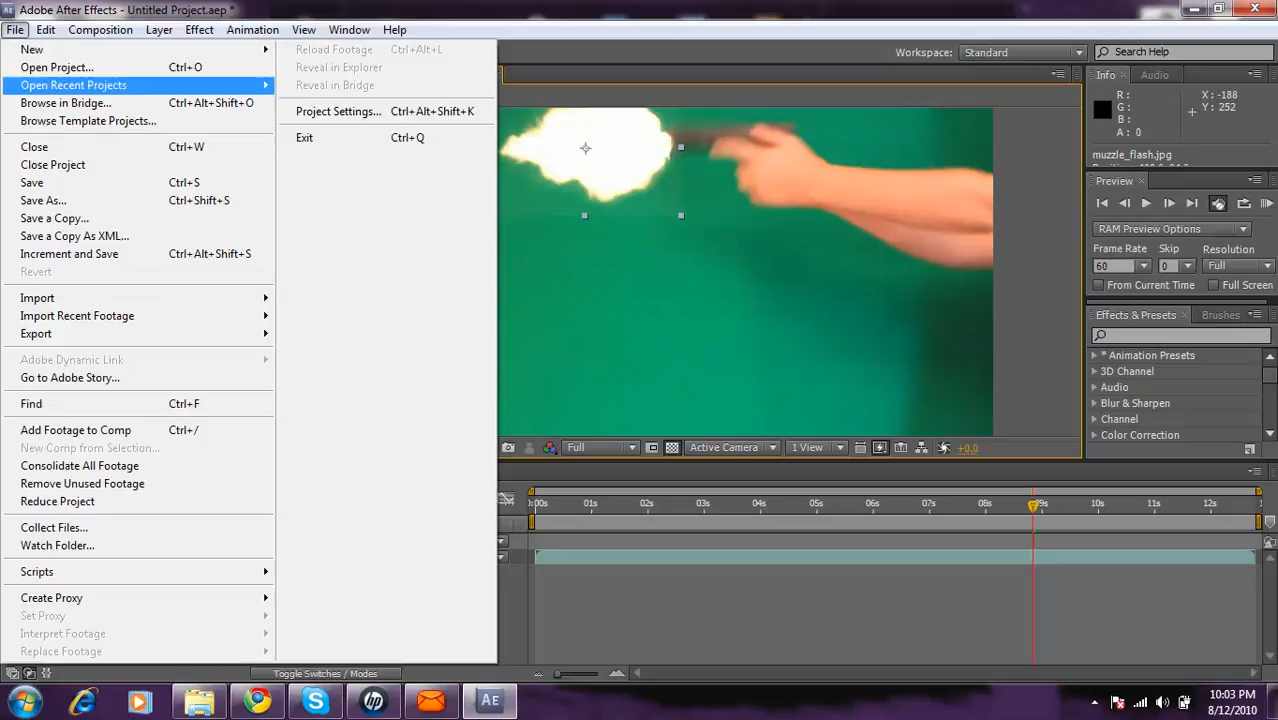 Adobe After Effects - Untitled Project.aep *
File Edit Composition Layer Effect Animation View Window Help
New
Open Project... Ctrl+O
Open Recent Projects
Browse in Bridge... Ctrl+Alt+Shift+O
Browse Template Projects...
Close Ctrl+W
Close Project
Save Ctrl+S
Save As... Ctrl+Shift+S
Save a Copy...
Save a Copy As XML...
Increment and Save Ctrl+Alt+Shift+S
Revert
Import
Import Recent Footage
Export
Adobe Dynamic Link
Go to Adobe Story...
Find Ctrl+F
Add Footage to Comp Ctrl+/
New Comp from Selection...
Consolidate All Footage
Remove Unused Footage
Reduce Project
Collect Files...
Watch Folder...
Scripts
Create Proxy
Set Proxy
Interpret Footage
Replace Footage
Reload Footage Ctrl+Alt+L
Reveal in Explorer
Reveal in Bridge
Project Settings... Ctrl+Alt+Shift+K
Exit Ctrl+Q
Workspace: Standard
Search Help
Info Audio
R : X: -188
G : Y: 252
B :
A : 0
muzzle_flash.jpg
Preview
RAM Preview Options
Frame Rate Skip Resolution
60 0 Full
From Current Time Full Screen
Effects & Presets Brushes
* Animation Presets
3D Channel
Audio
Blur & Sharpen
Channel
Color Correction
Full Active Camera 1 View +0.0
:00s 01s 02s 03s 04s 05s 06s 07s 08s 09s 10s 11s 12s
Toggle Switches / Modes
Ae
10:03 PM
8/12/2010